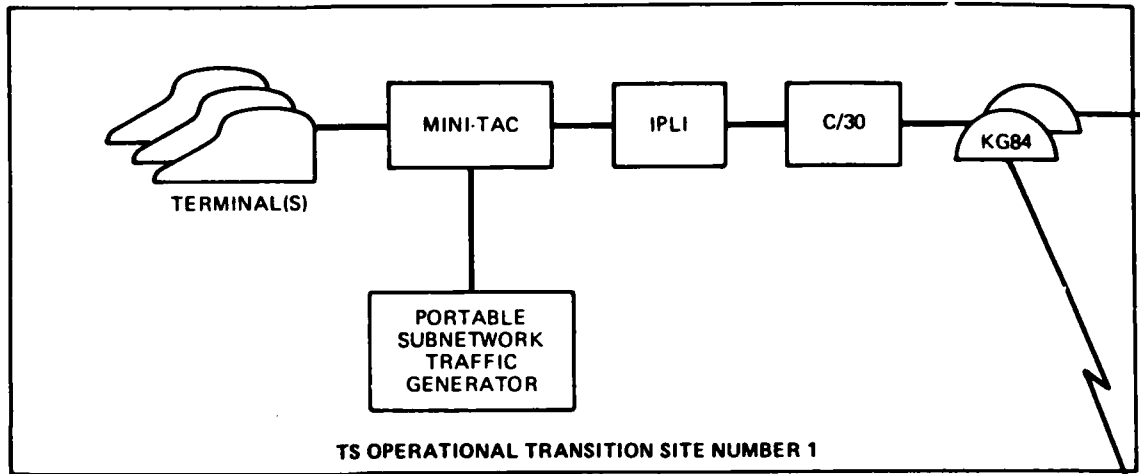 MINI-TAC
IPLI
C/30
KG84
TERMINAL(S)
PORTABLE
SUBNETWORK
TRAFFIC
GENERATOR
TS OPERATIONAL TRANSITION SITE NUMBER 1